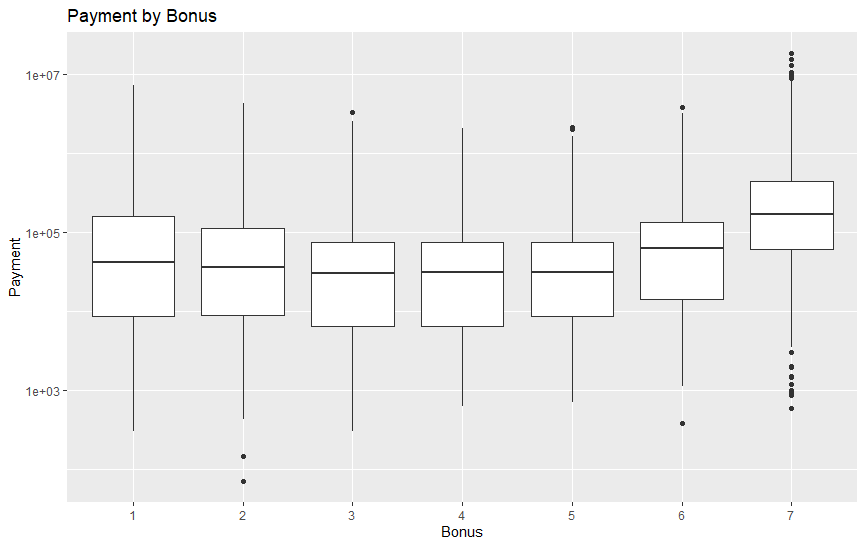 Payment by Bonus
1e+07
1e+05
1e+03
Payment
1 2 3 4 5 6 7
Bonus